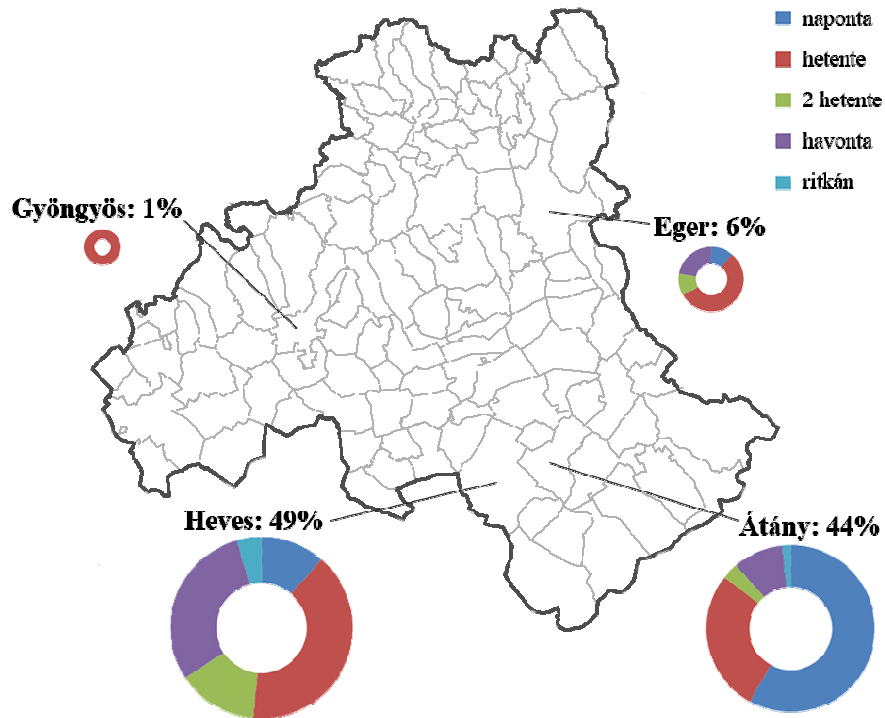 naponta
hetente
2 hetente
havonta
ritkán
Gyöngyös: 1%
Eger: 6%
Heves: 49%
Átány: 44%